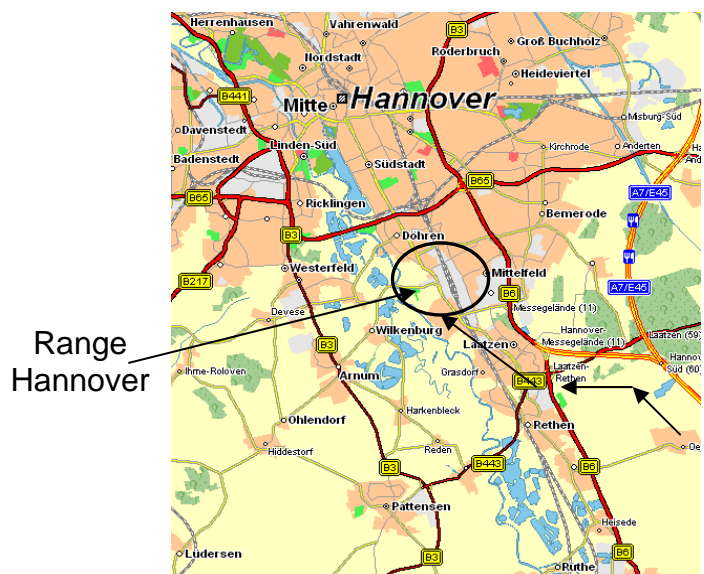 Herrenhausen
Vahrenwald
B3
Groß Buchholz
Roderbruch
Nordstadt
Heideviertel
B441
Mitte
Hannover
Misburg-Süd
Davenstedt
Linden-Süd
Kirchrode
Anderten
Badenstedt
Südstadt
B65
B65
Ricklingen
A7/E45
Bemerode
B3
Döhren
Westerfeld
Mittelfeld
B217
B6
A7/E45
Messegelände (11)
Devese
Wilkenburg
Hannover-
Messegelände (11)
Laatzen (59)
Range
Hannover
B3
Laatzen
Hanno
Süd (60)
Ihme-Roloven
Arnum
Grasdorf
Laatzen-
Rethen
B443
Harkenbleck
Ohlendorf
Rethen
Hiddestorf
Reden
Oe
B3
B443
B6
Pattensen
Heisede
Lüdersen
B3
B6
Ruthe